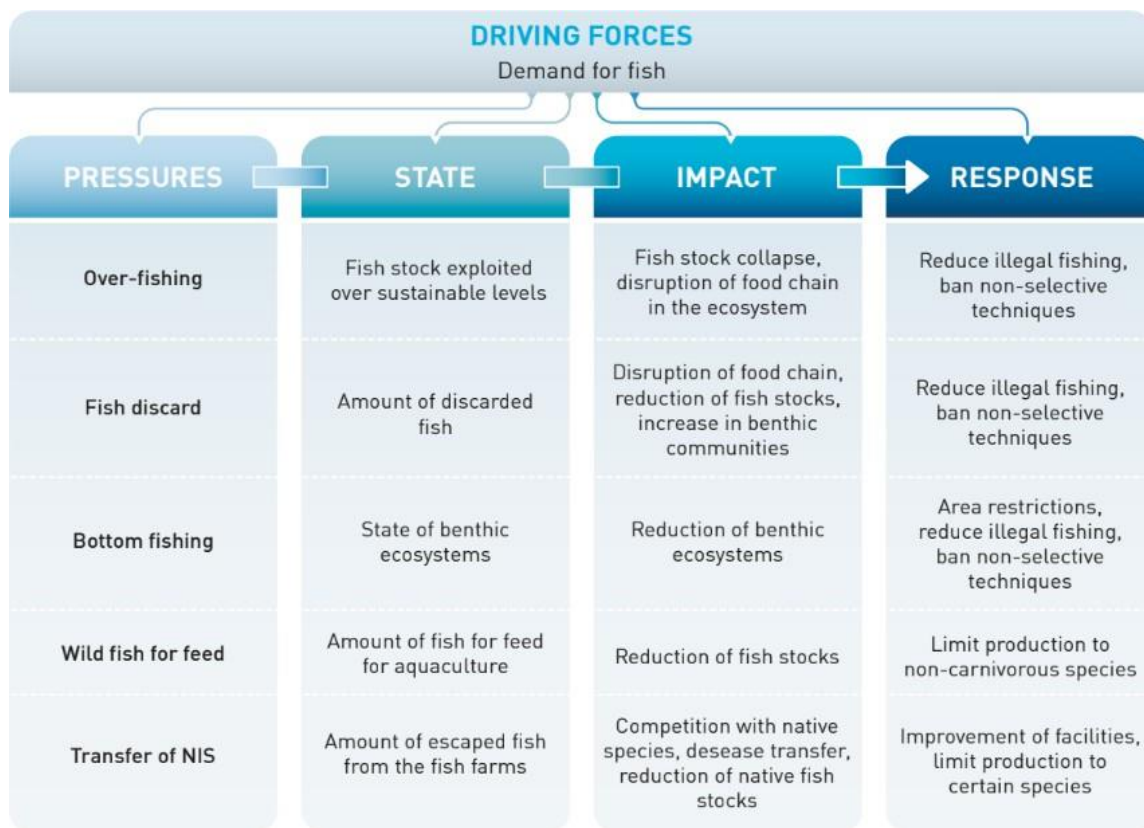 DRIVING FORCES
Demand for fish
PRESSURES
STATE
IMPACT
RESPONSE
Over-fishing
Fish stock exploited
over sustainable levels
Fish stock collapse,
disruption of food chain
in the ecosystem
Reduce illegal fishing,
ban non-selective
techniques
Fish discard
Amount of discarded
fish
Disruption of food chain,
reduction of fish stocks,
increase in benthic
communities
Reduce illegal fishing,
ban non-selective
techniques
Bottom fishing
State of benthic
ecosystems
Reduction of benthic
ecosystems
Area restrictions,
reduce illegal fishing,
ban non-selective
techniques
Wild fish for feed
Amount of fish for feed
for aquaculture
Reduction of fish stocks
Limit production to
non-carnivorous species
Transfer of NIS
Amount of escaped fish
from the fish farms
Competition with native
species, desease transfer,
reduction of native fish
stocks
Improvement of facilities,
limit production to
certain species